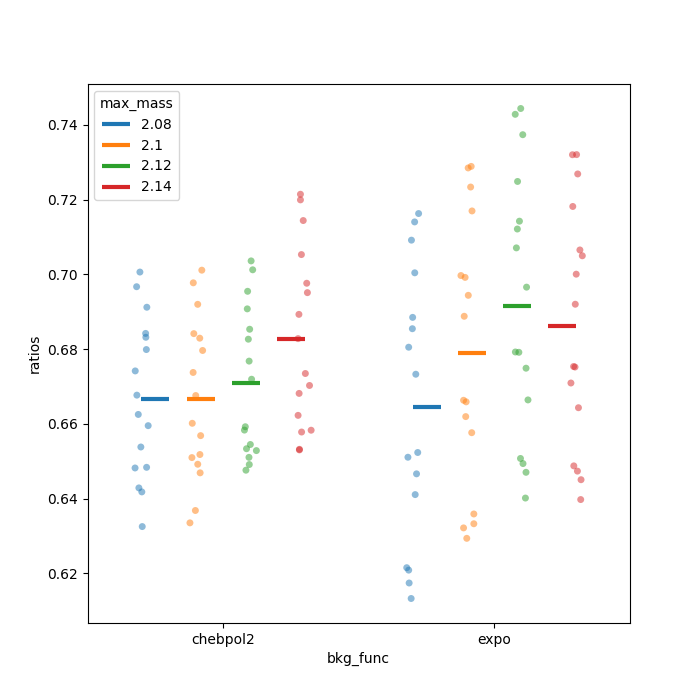 max_mass
2.08
2.1
2.12
2.14
0.74
0.72
0.70
0.68
0.66
0.64
0.62
ratios
chebpol2
expo
bkg_func